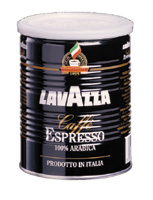 LAVAZZA
Caffè
ESPRESSO
100% ARABICA
PRODOTTO IN ITALIA